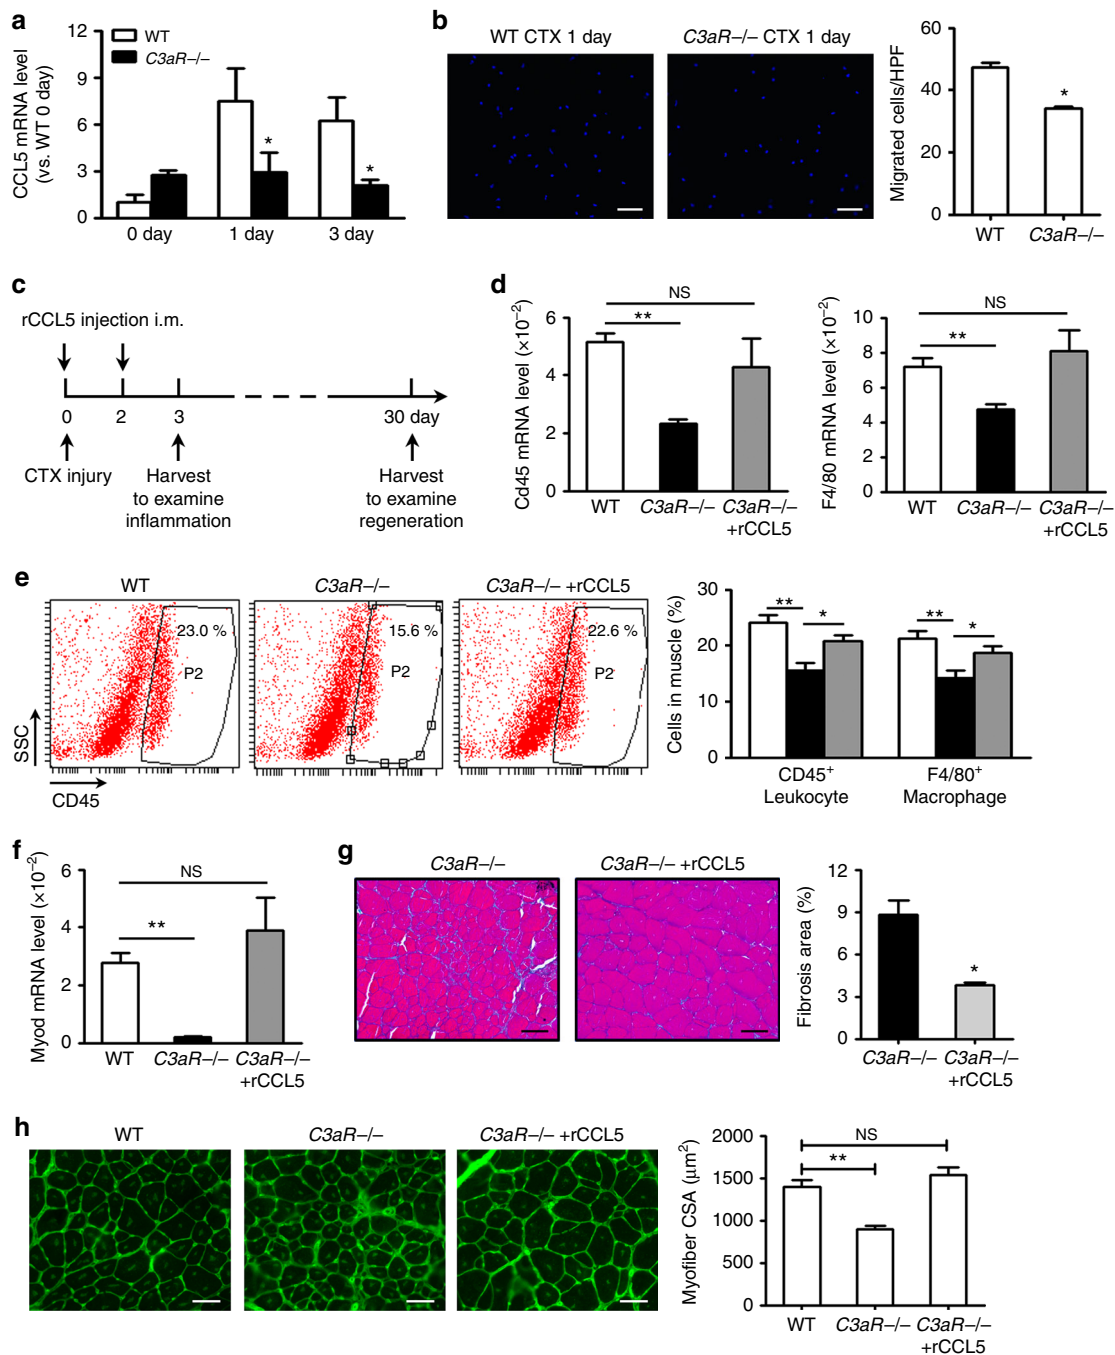 a
CCL5 mRNA level
(vs. WT 0 day)
12
9
6
3
0
WT
C3aR−/−
*
*
0 day
1 day
3 day
b
WT CTX 1 day
C3aR−/− CTX 1 day
Migrated cells/HPF
60
40
20
0
*
WT
C3aR−/−
c
rCCL5 injection i.m.
0
2
3
30 day
CTX injury
Harvest
to examine
inflammation
Harvest
to examine
regeneration
d
Cd45 mRNA level (×10⁻²)
6
4
2
0
NS
**
WT
C3aR−/−
C3aR−/−
+rCCL5
F4/80 mRNA level (×10⁻²)
10
8
6
4
2
0
NS
**
WT
C3aR−/−
C3aR−/−
+rCCL5
e
WT
C3aR−/−
C3aR−/− +rCCL5
23.0 %
P2
15.6 %
P2
22.6 %
P2
SSC
CD45
Cells in muscle (%)
30
20
10
0
**
*
**
*
CD45⁺
Leukocyte
F4/80⁺
Macrophage
f
Myod mRNA level (×10⁻²)
6
4
2
0
NS
**
WT
C3aR−/−
C3aR−/−
+rCCL5
g
C3aR−/−
C3aR−/− +rCCL5
Fibrosis area (%)
12
9
6
3
0
*
C3aR−/−
C3aR−/−
+rCCL5
h
WT
C3aR−/−
C3aR−/− +rCCL5
Myofiber CSA (μm²)
2000
1500
1000
500
0
NS
**
WT
C3aR−/−
C3aR−/−
+rCCL5